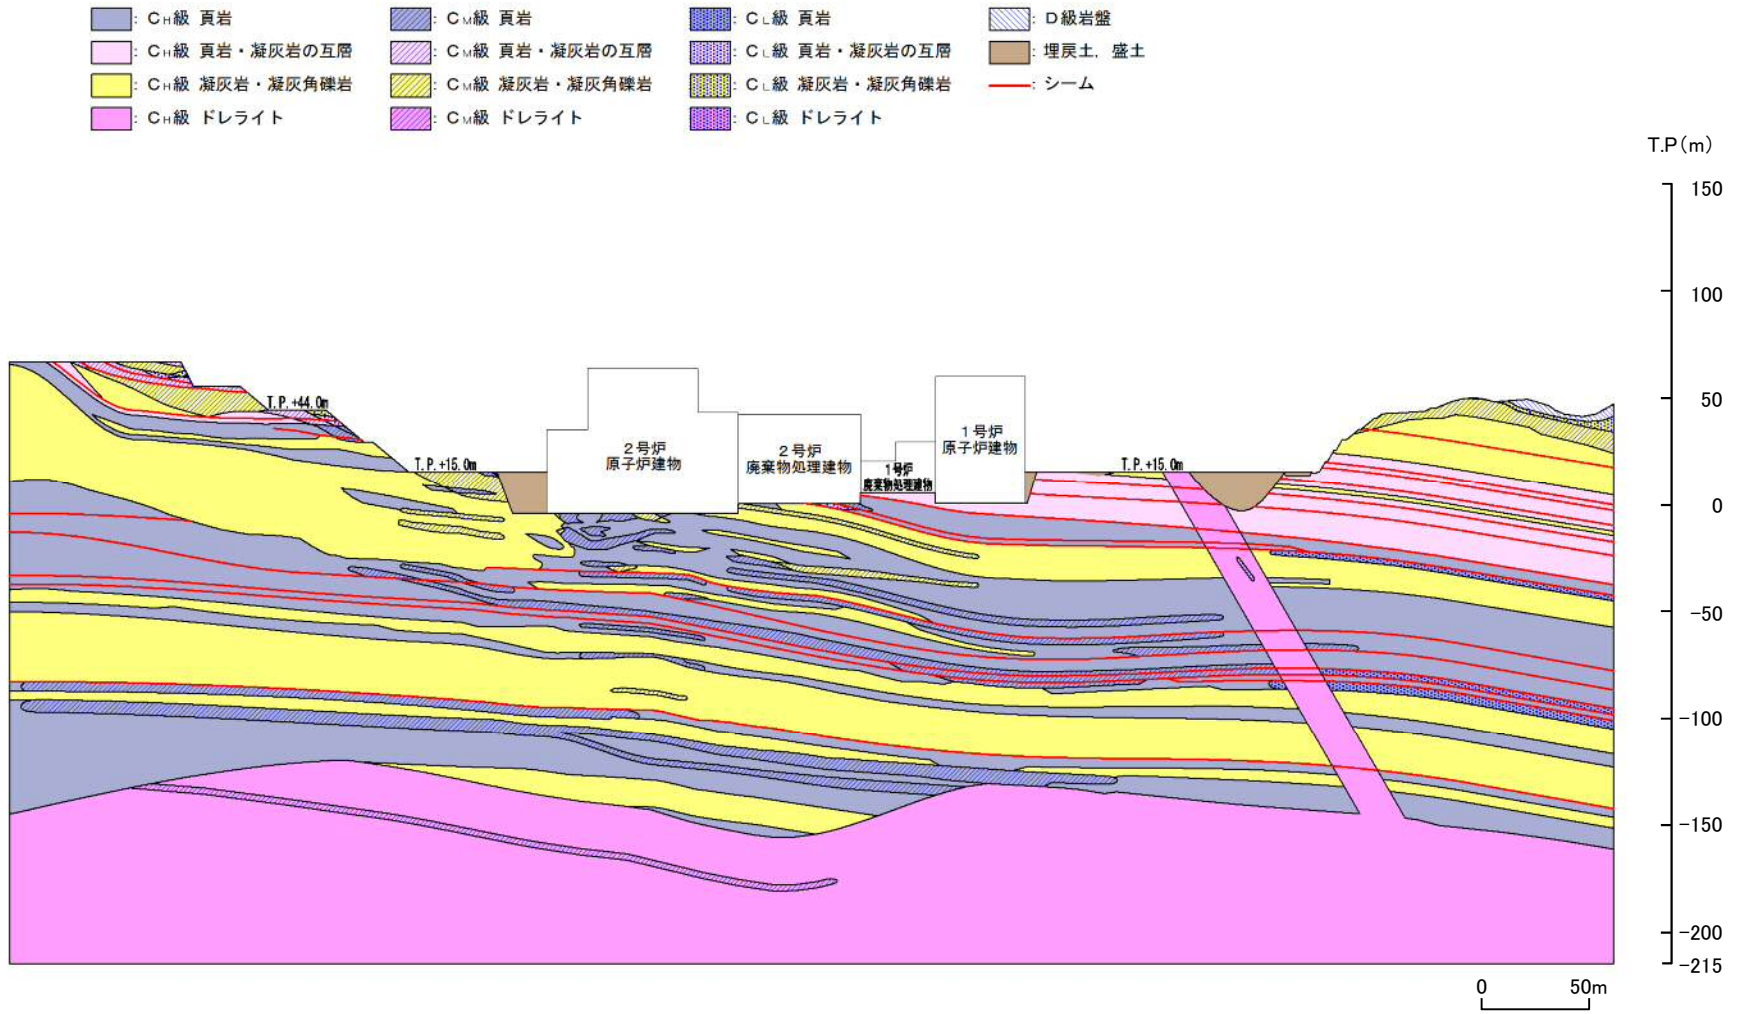 : CH級 頁岩
: CM級 頁岩
: CL級 頁岩
: D級岩盤
: CH級 頁岩・凝灰岩の互層
: CM級 頁岩・凝灰岩の互層
: CL級 頁岩・凝灰岩の互層
: 埋戻土，盛土
: CH級 凝灰岩・凝灰角礫岩
: CM級 凝灰岩・凝灰角礫岩
: CL級 凝灰岩・凝灰角礫岩
: シーム
: CH級 ドレライト
: CM級 ドレライト
: CL級 ドレライト
T.P(m)
150
100
50
0
-50
-100
-150
-200
-215
T.P.+44.0m
T.P.+15.0m
2号炉
原子炉建物
2号炉
廃棄物処理建物
1号炉
廃棄物処理建物
1号炉
原子炉建物
T.P.+15.0m
0 50m